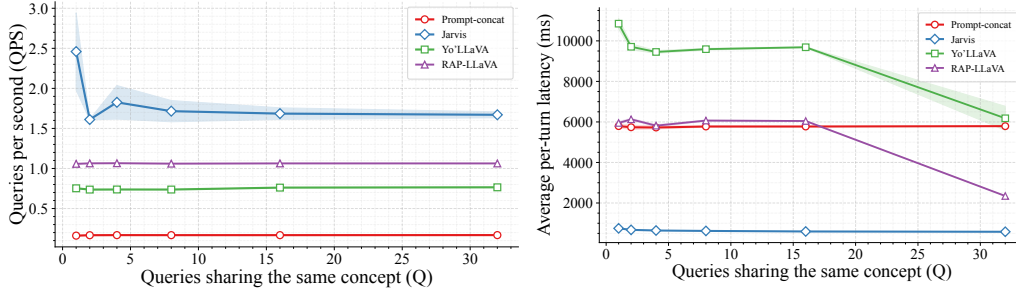 Queries per second (QPS)
3.0
2.5
2.0
1.5
1.0
0.5
0
5
10
15
20
25
30
Queries sharing the same concept (Q)
Prompt-concat
Jarvis
Yo'LLaVA
RAP-LLaVA
Average per-turn latency (ms)
10000
8000
6000
4000
2000
0
5
10
15
20
25
30
Queries sharing the same concept (Q)
Prompt-concat
Jarvis
Yo'LLaVA
RAP-LLaVA